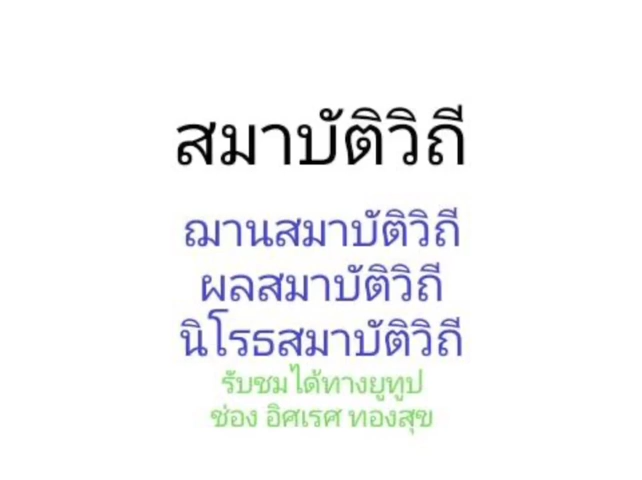 สมาบัติวิถี
ฌานสมาบัติวิถี
ผลสมาบัติวิถี
นิโรธสมาบัติวิถี
รับชมได้ทางยูทูป
ช่อง อิศเรศ ทองสุข